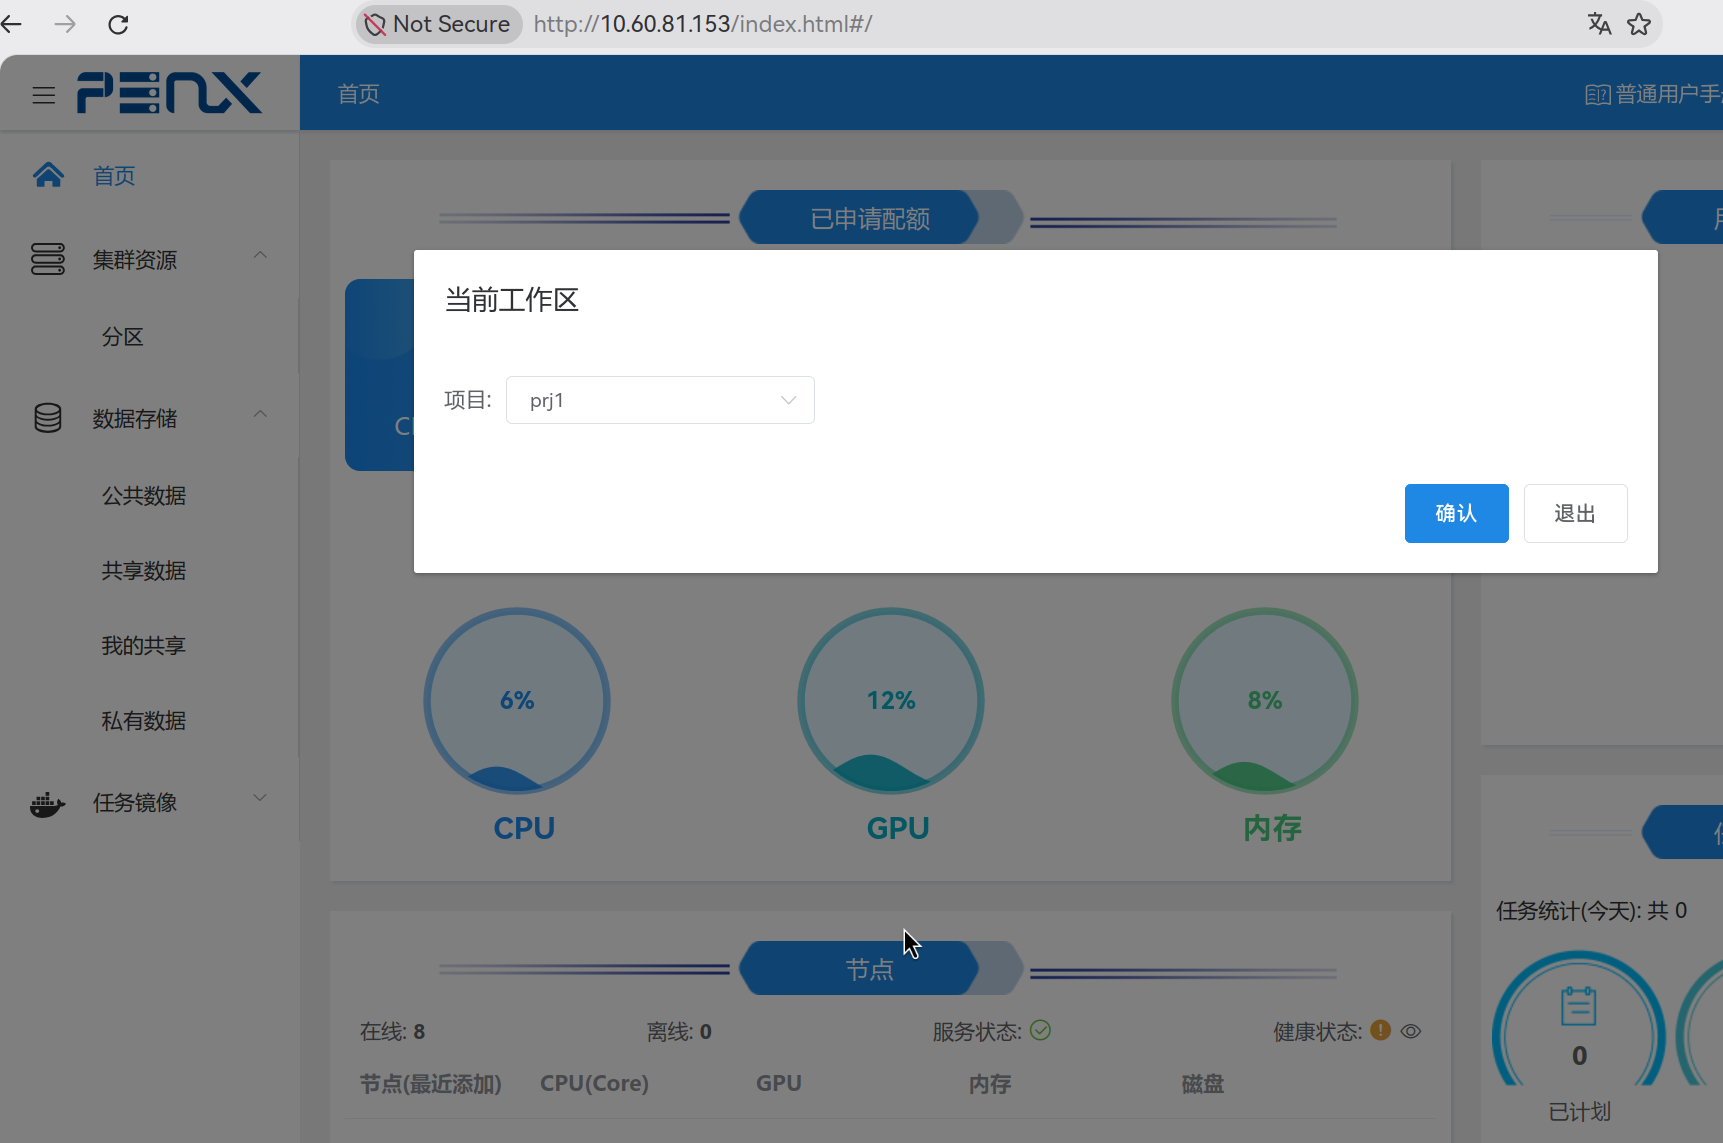 Not Secure
http://10.60.81.153/index.html#/
PENX
首页
普通用户手
首页
集群资源
分区
数据存储
公共数据
共享数据
我的共享
私有数据
任务镜像
已申请配额
当前工作区
项目: prj1
确认
退出
6%
12%
8%
CPU
GPU
内存
节点
在线: 8
离线: 0
服务状态:
健康状态:
节点(最近添加)
CPU(Core)
GPU
内存
磁盘
任务统计(今天): 共 0
0
已计划